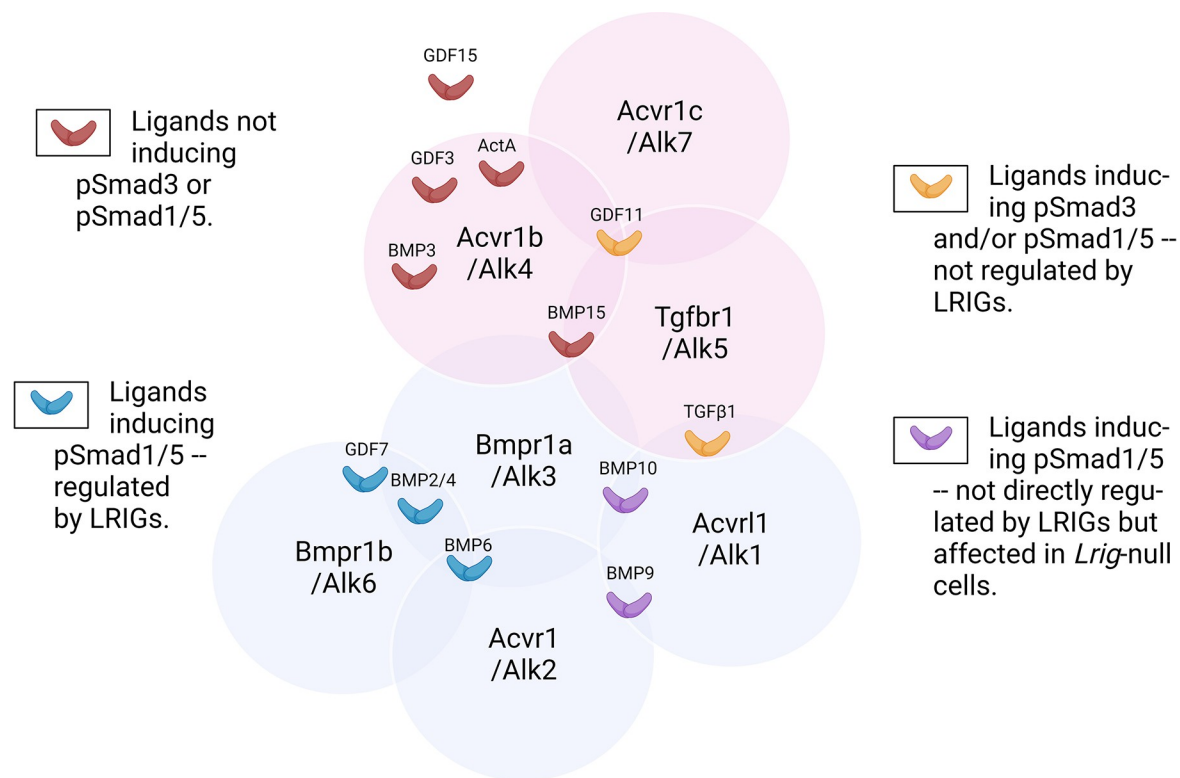 GDF15
Acvr1c
/Alk7
Ligands not
inducing
pSmad3 or
pSmad1/5.
GDF3
ActA
Ligands induc-
ing pSmad3
and/or pSmad1/5 --
not regulated by
LRIGs.
GDF11
BMP3
Acvr1b
/Alk4
BMP15
Tgfbr1
/Alk5
Ligands
inducing
pSmad1/5 --
regulated
by LRIGs.
TGFβ1
Ligands induc-
ing pSmad1/5
-- not directly regu-
lated by LRIGs but
affected in Lrig-null
cells.
GDF7
BMP2/4
Bmpr1a
/Alk3
BMP10
Acvrl1
/Alk1
Bmpr1b
/Alk6
BMP6
BMP9
Acvr1
/Alk2